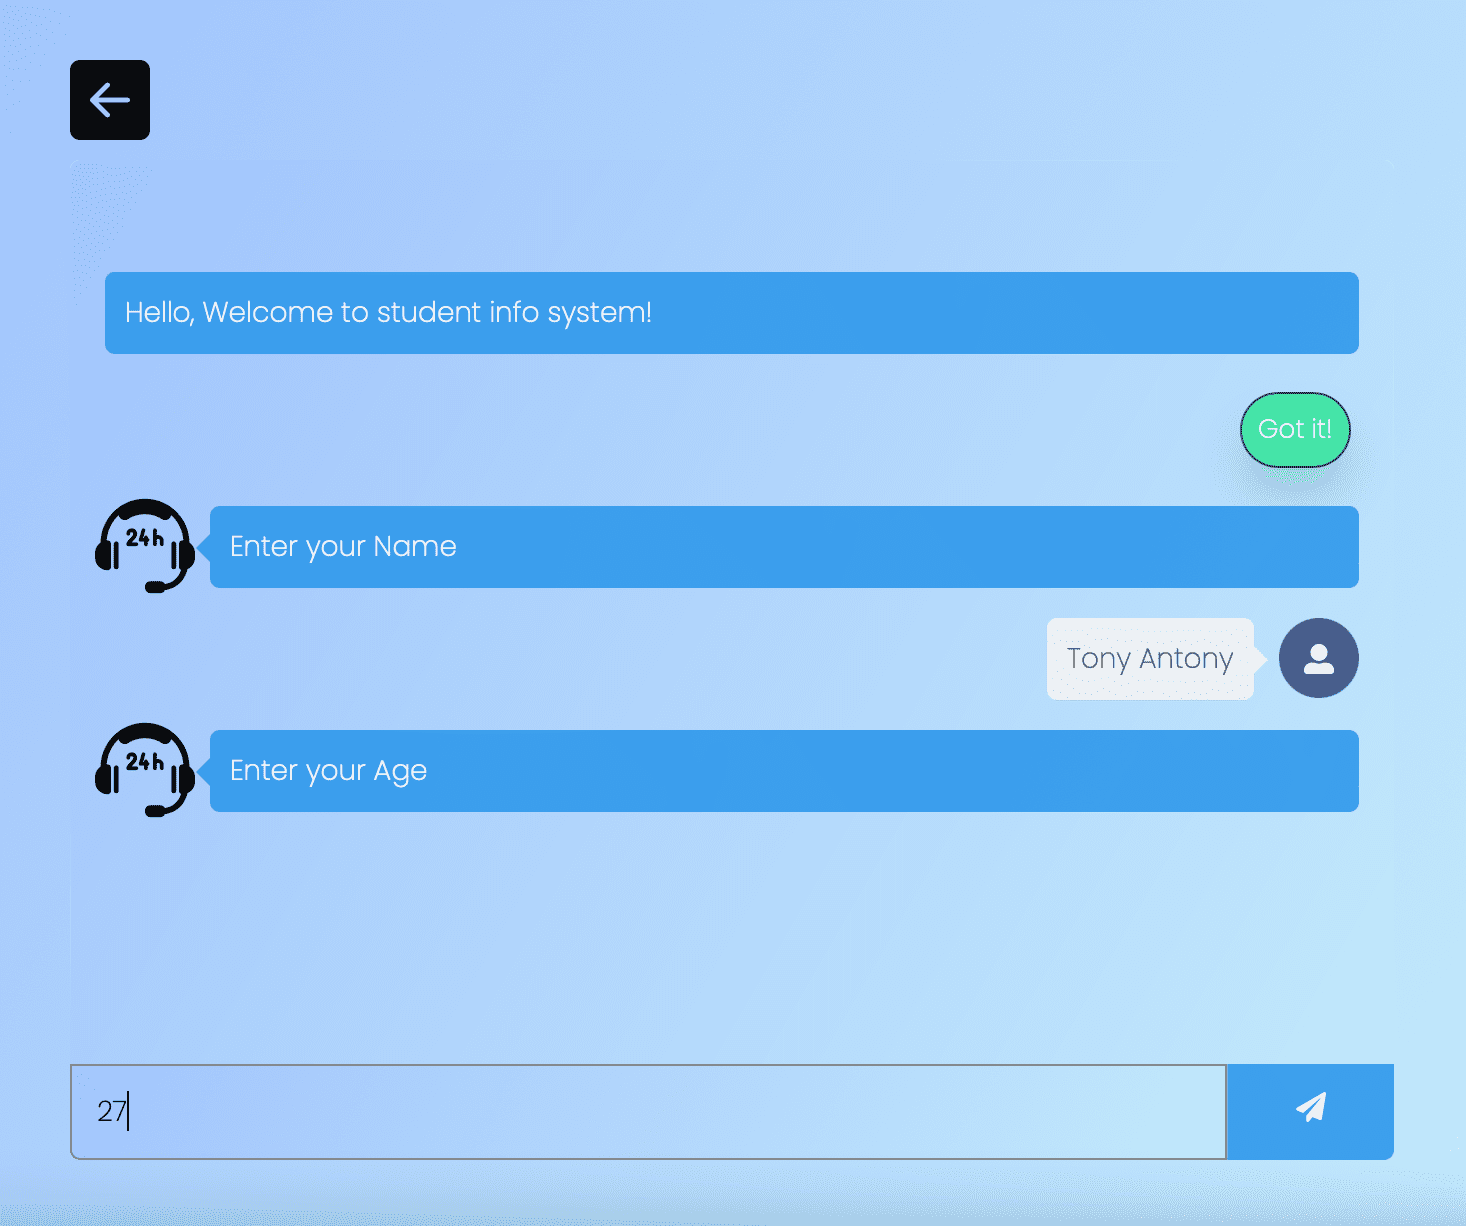 Hello, Welcome to student info system!
Got it!
24h
Enter your Name
Tony Antony
24h
Enter your Age
27